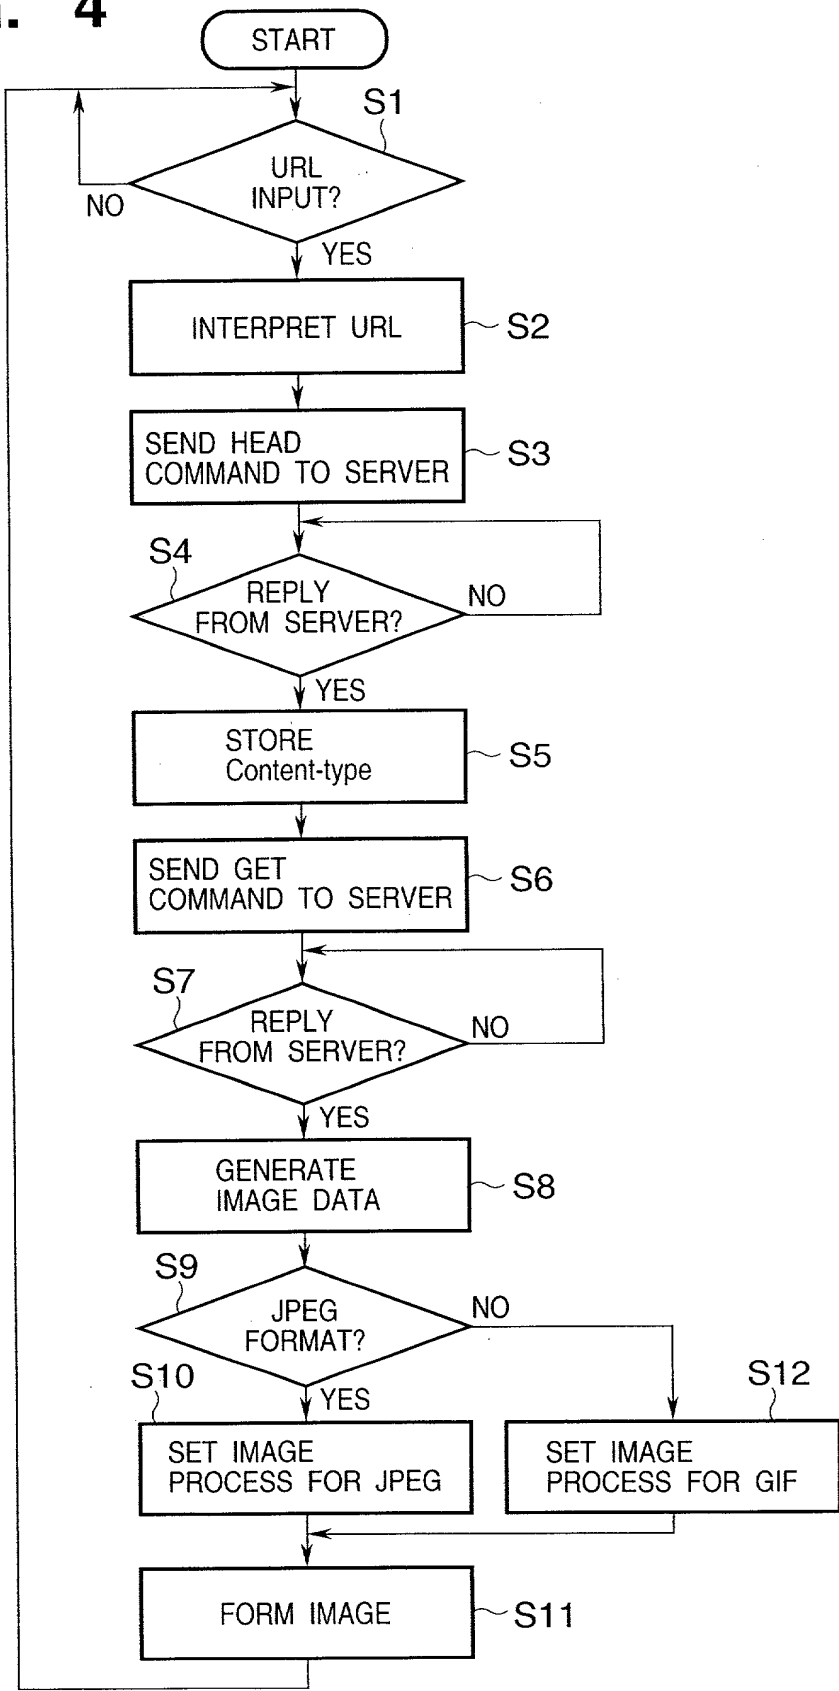 4
START
S1
URL
INPUT?
NO
YES
INTERPRET URL
S2
SEND HEAD
COMMAND TO SERVER
S3
S4
REPLY
FROM SERVER?
NO
YES
STORE
Content-type
S5
SEND GET
COMMAND TO SERVER
S6
S7
REPLY
FROM SERVER?
NO
YES
GENERATE
IMAGE DATA
S8
S9
JPEG
FORMAT?
NO
S10
YES
S12
SET IMAGE
PROCESS FOR JPEG
SET IMAGE
PROCESS FOR GIF
FORM IMAGE
S11